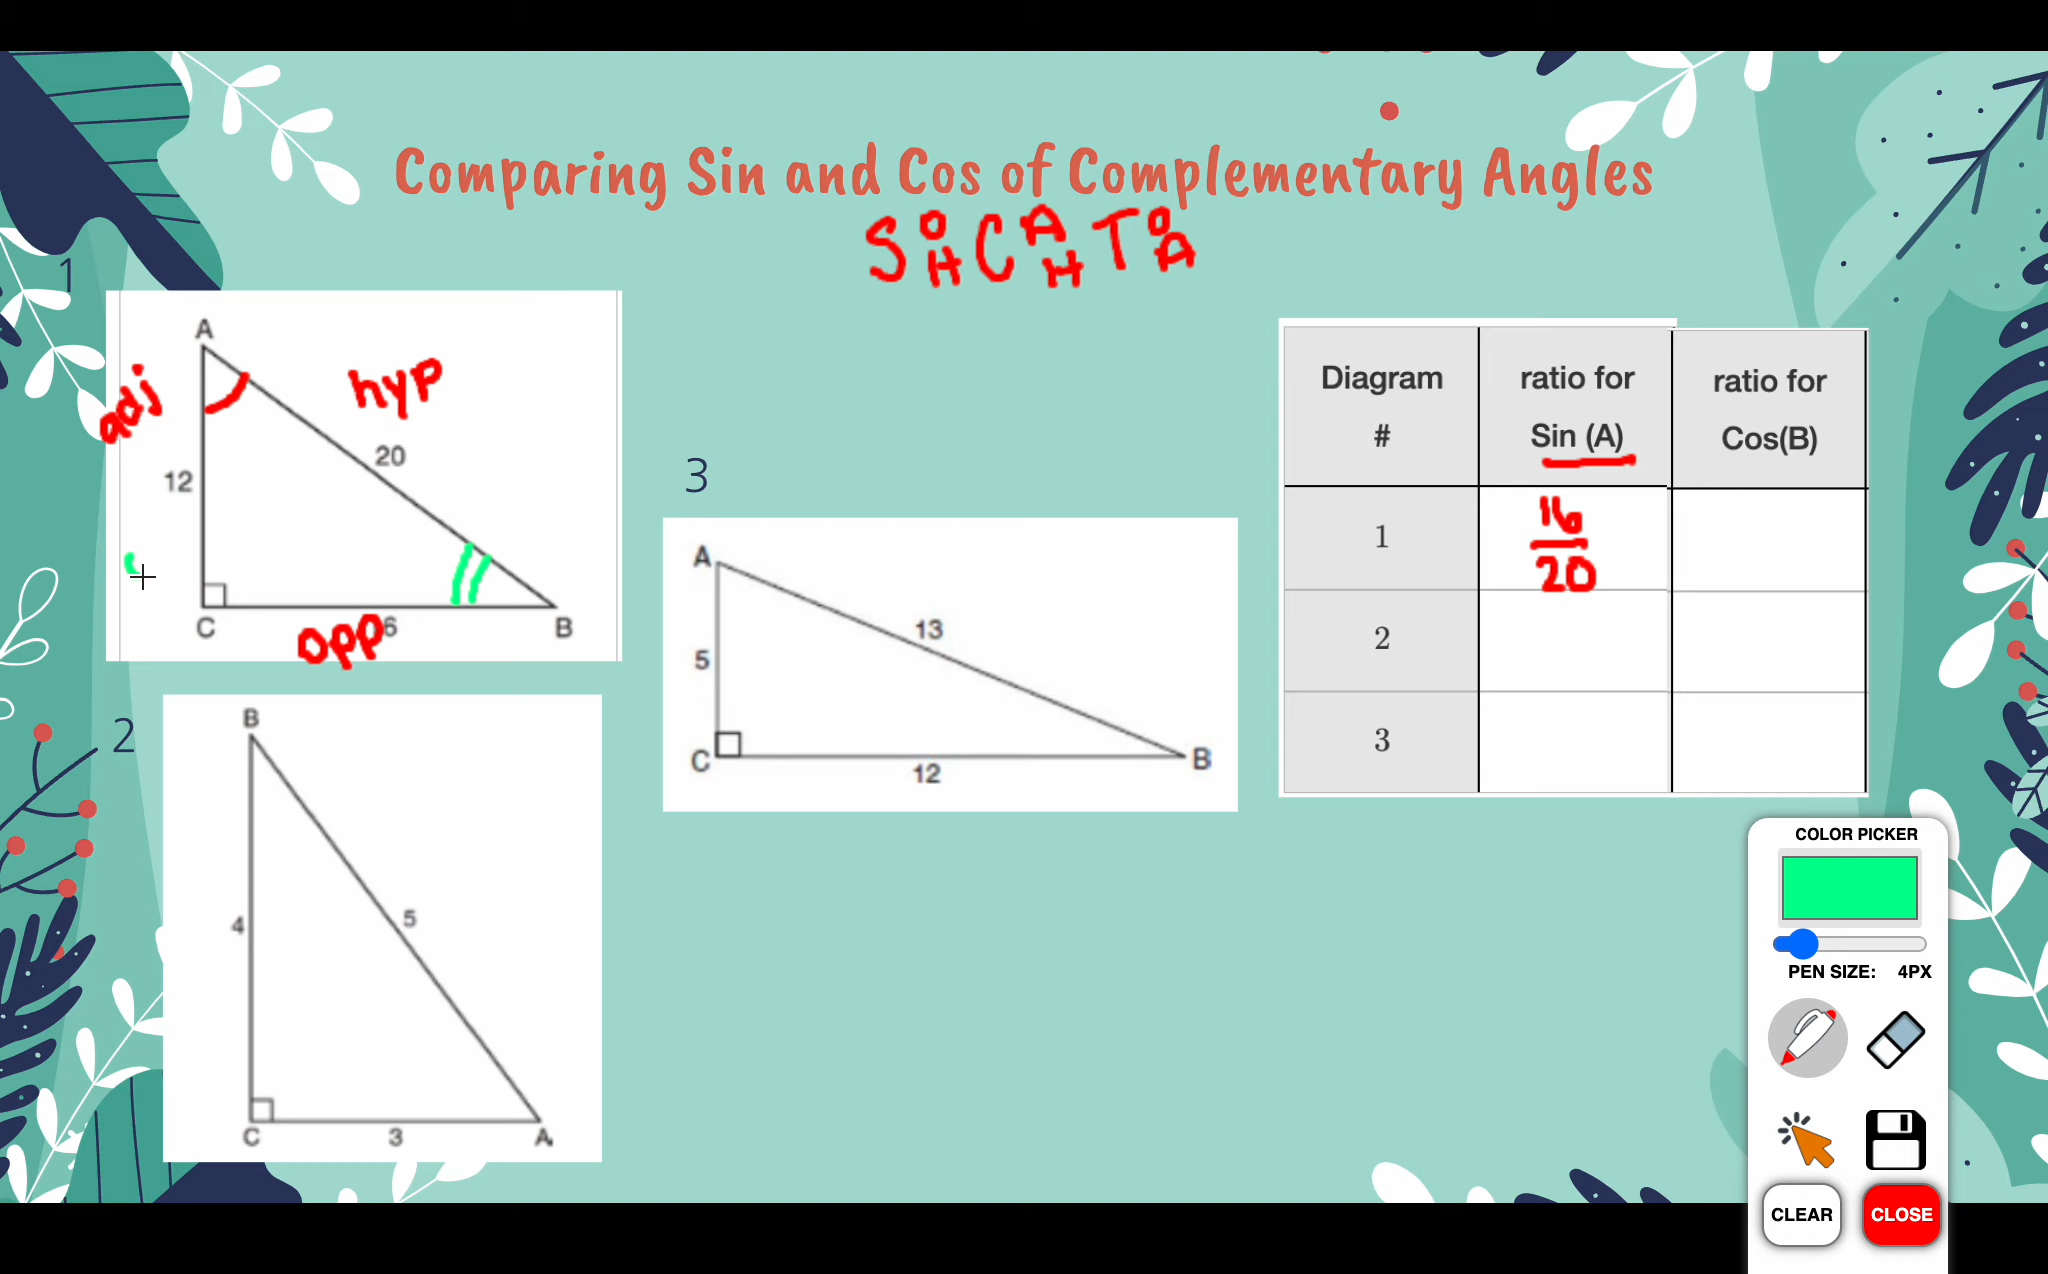 Comparing Sin and Cos of Complementary Angles
S O H C A H T O A
1
A
adj
hyp
20
12
C
opp
6
B
2
B
4
5
C
3
A
3
A
13
5
C
12
B
Diagram # ratio for Sin (A) ratio for Cos(B)
1 16/20
2
3
COLOR PICKER
PEN SIZE: 4PX
CLEAR CLOSE